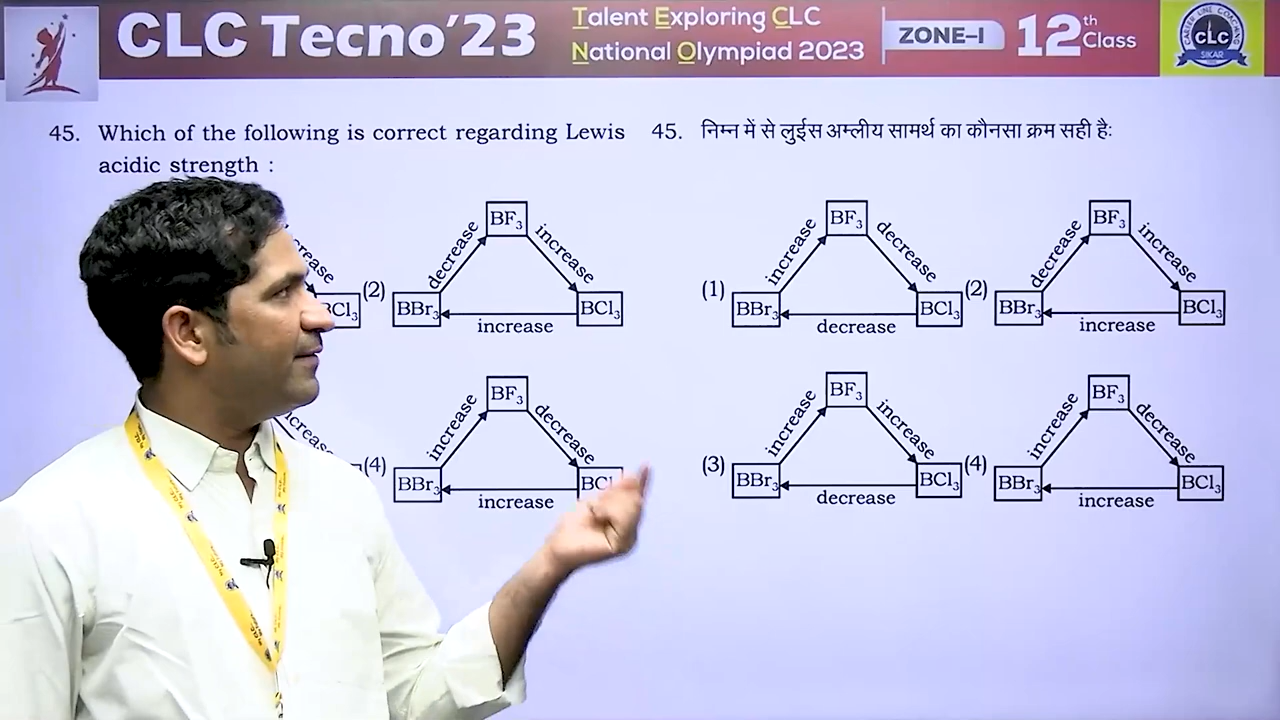 CLC Tecno'23
Talent Exploring CLC
National Olympiad 2023
ZONE-I
12th Class
CLC
SIKAR
45. Which of the following is correct regarding Lewis
acidic strength :
BCl3
(2)
BF3
decrease
increase
BBr3
BCl3
increase
(4)
BF3
increase
decrease
BBr3
increase
45. निम्न में से लुईस अम्लीय सामर्थ का कौनसा क्रम सही है:
(1)
BF3
increase
decrease
BBr3
BCl3
decrease
(2)
BF3
decrease
increase
BBr3
BCl3
increase
(3)
BF3
increase
increase
BBr3
BCl3
decrease
(4)
BF3
increase
decrease
BBr3
BCl3
increase